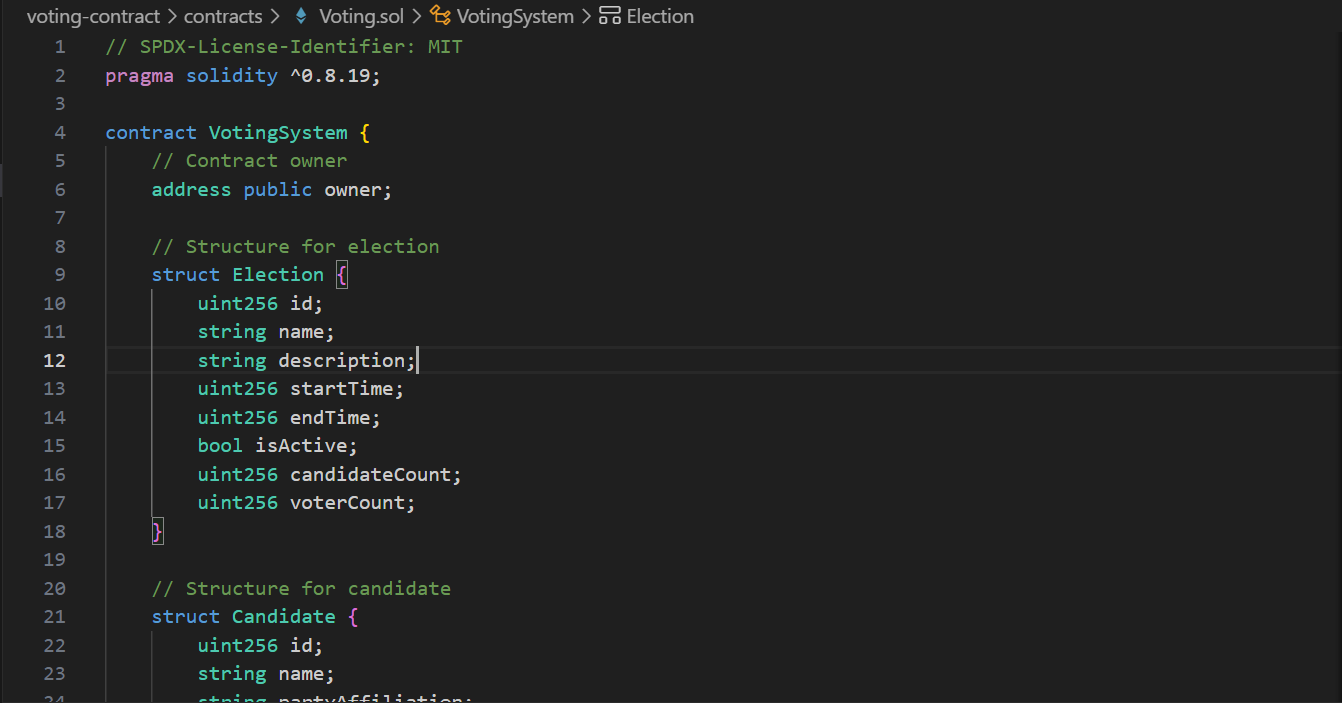 voting-contract > contracts > Voting.sol > VotingSystem > Election
1 // SPDX-License-Identifier: MIT
2 pragma solidity ^0.8.19;
3
4 contract VotingSystem {
5 // Contract owner
6 address public owner;
7
8 // Structure for election
9 struct Election {
10 uint256 id;
11 string name;
12 string description;
13 uint256 startTime;
14 uint256 endTime;
15 bool isActive;
16 uint256 candidateCount;
17 uint256 voterCount;
18 }
19
20 // Structure for candidate
21 struct Candidate {
22 uint256 id;
23 string name;
24 string partyAffiliation;